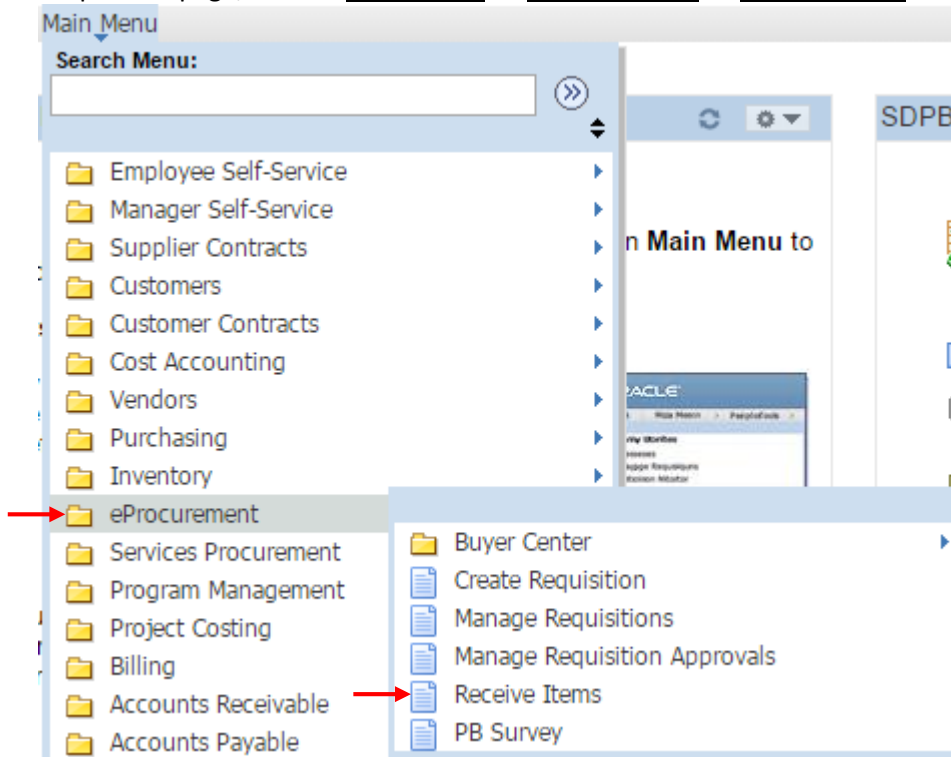 Main Menu
Search Menu:
SDPB
Employee Self-Service
Manager Self-Service
Supplier Contracts
n Main Menu to
Customers
Customer Contracts
Cost Accounting
Vendors
ACLE
Purchasing
Inventory
eProcurement
Services Procurement
Program Management
Project Costing
Billing
Accounts Receivable
Accounts Payable
Buyer Center
Create Requisition
Manage Requisitions
Manage Requisition Approvals
Receive Items
PB Survey